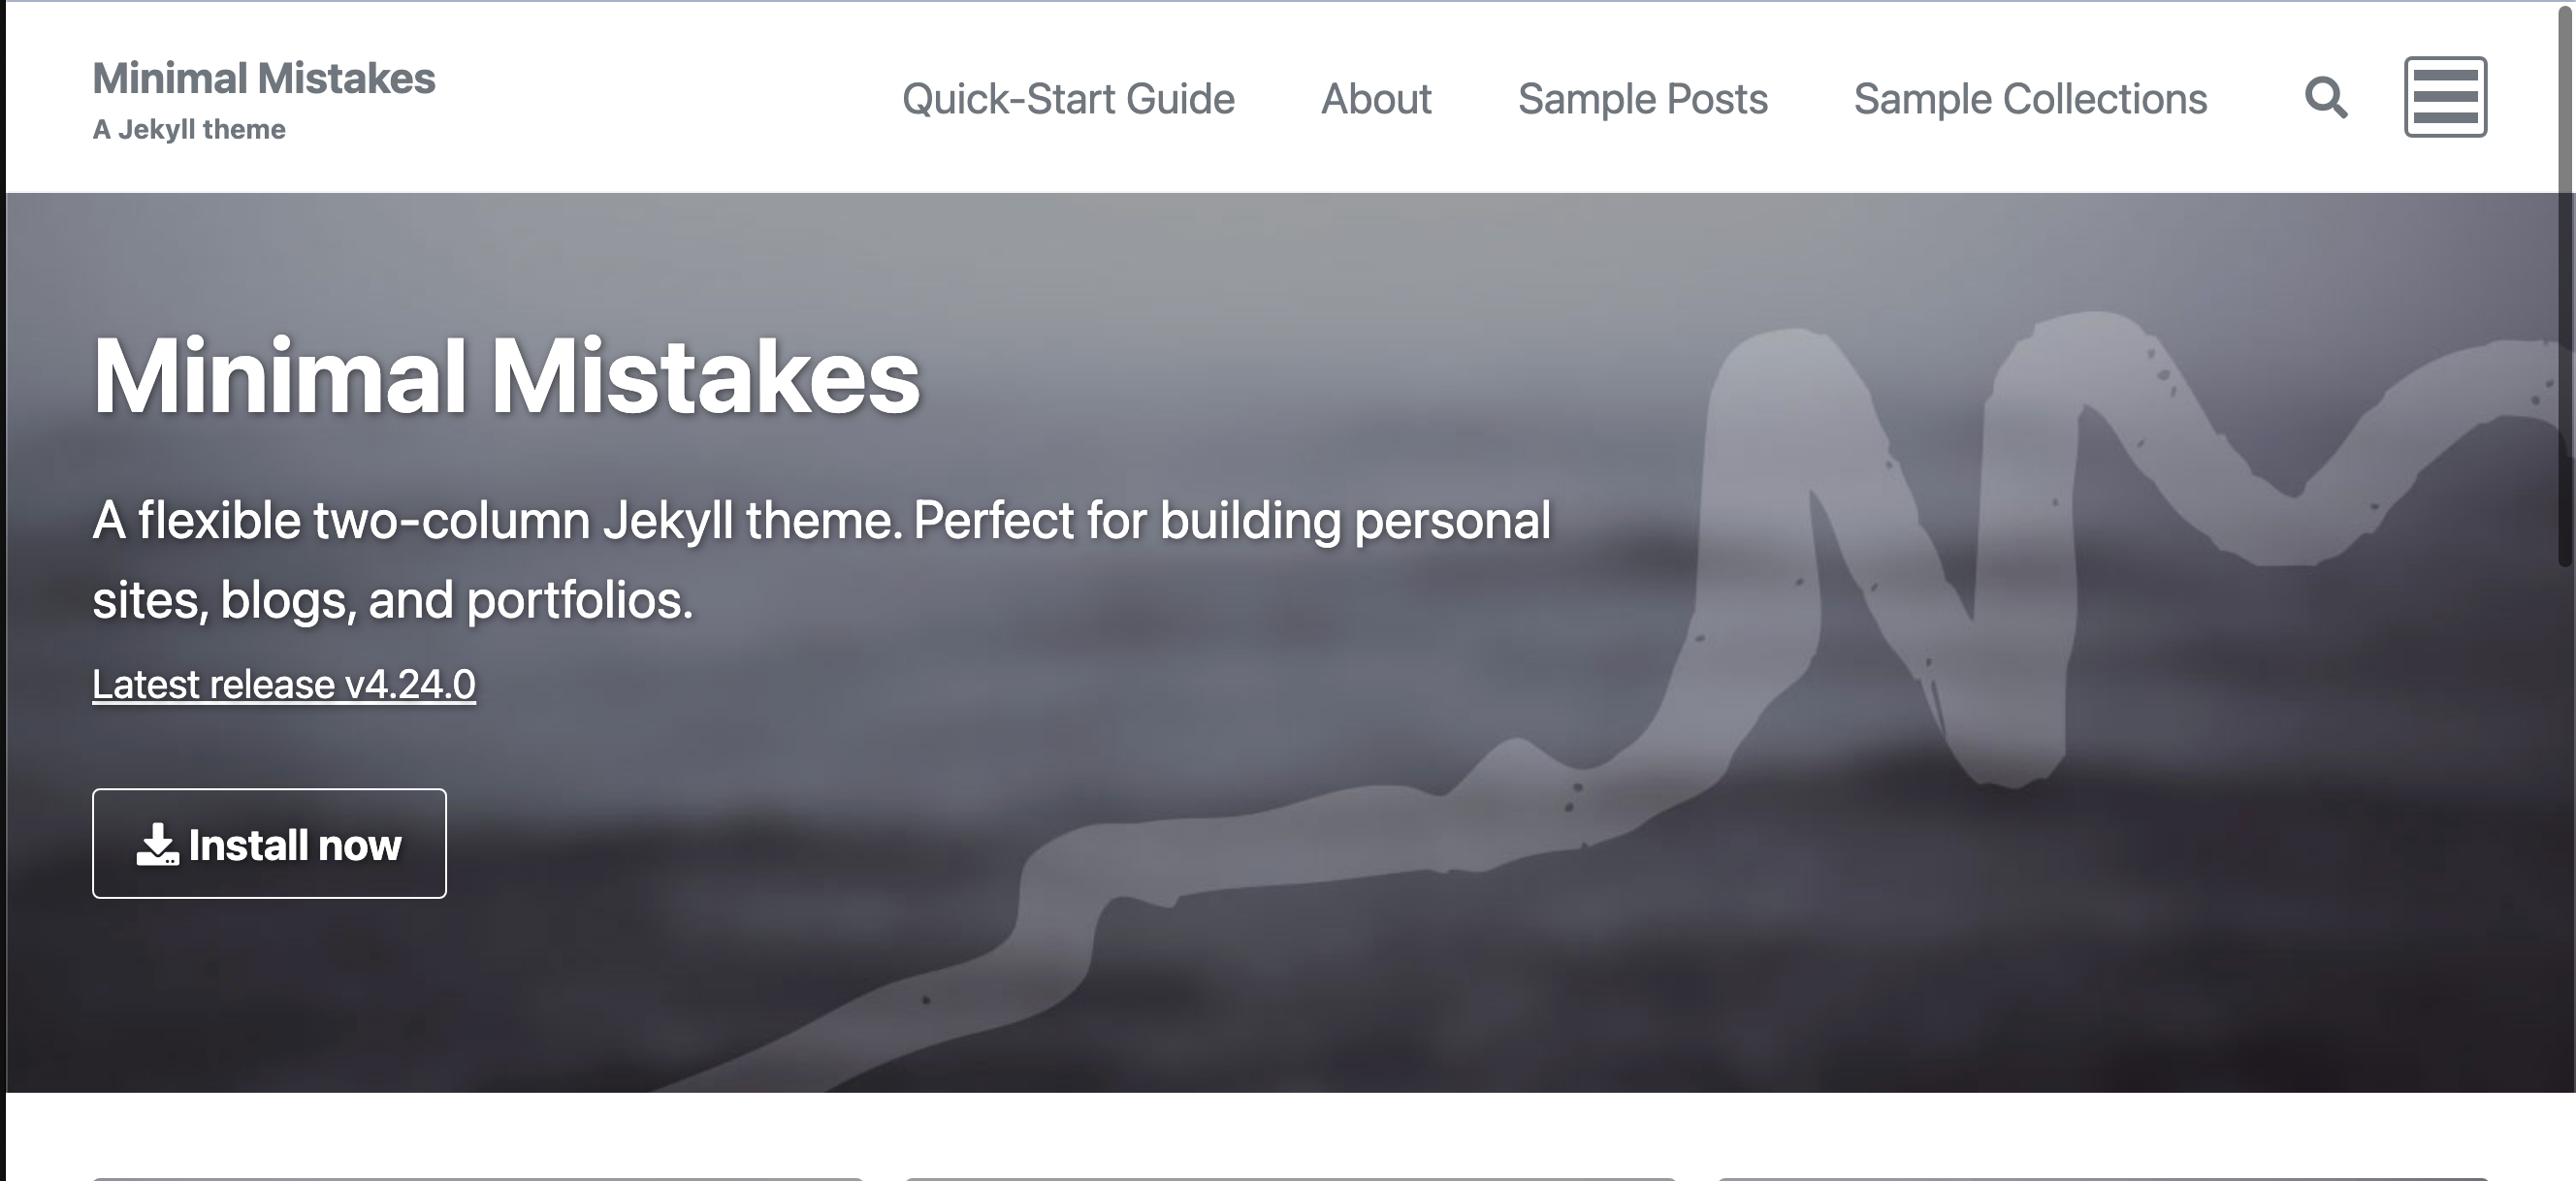 Minimal Mistakes
A Jekyll theme
Quick-Start Guide
About
Sample Posts
Sample Collections
Minimal Mistakes
A flexible two-column Jekyll theme. Perfect for building personal
sites, blogs, and portfolios.
Latest release v4.24.0
Install now